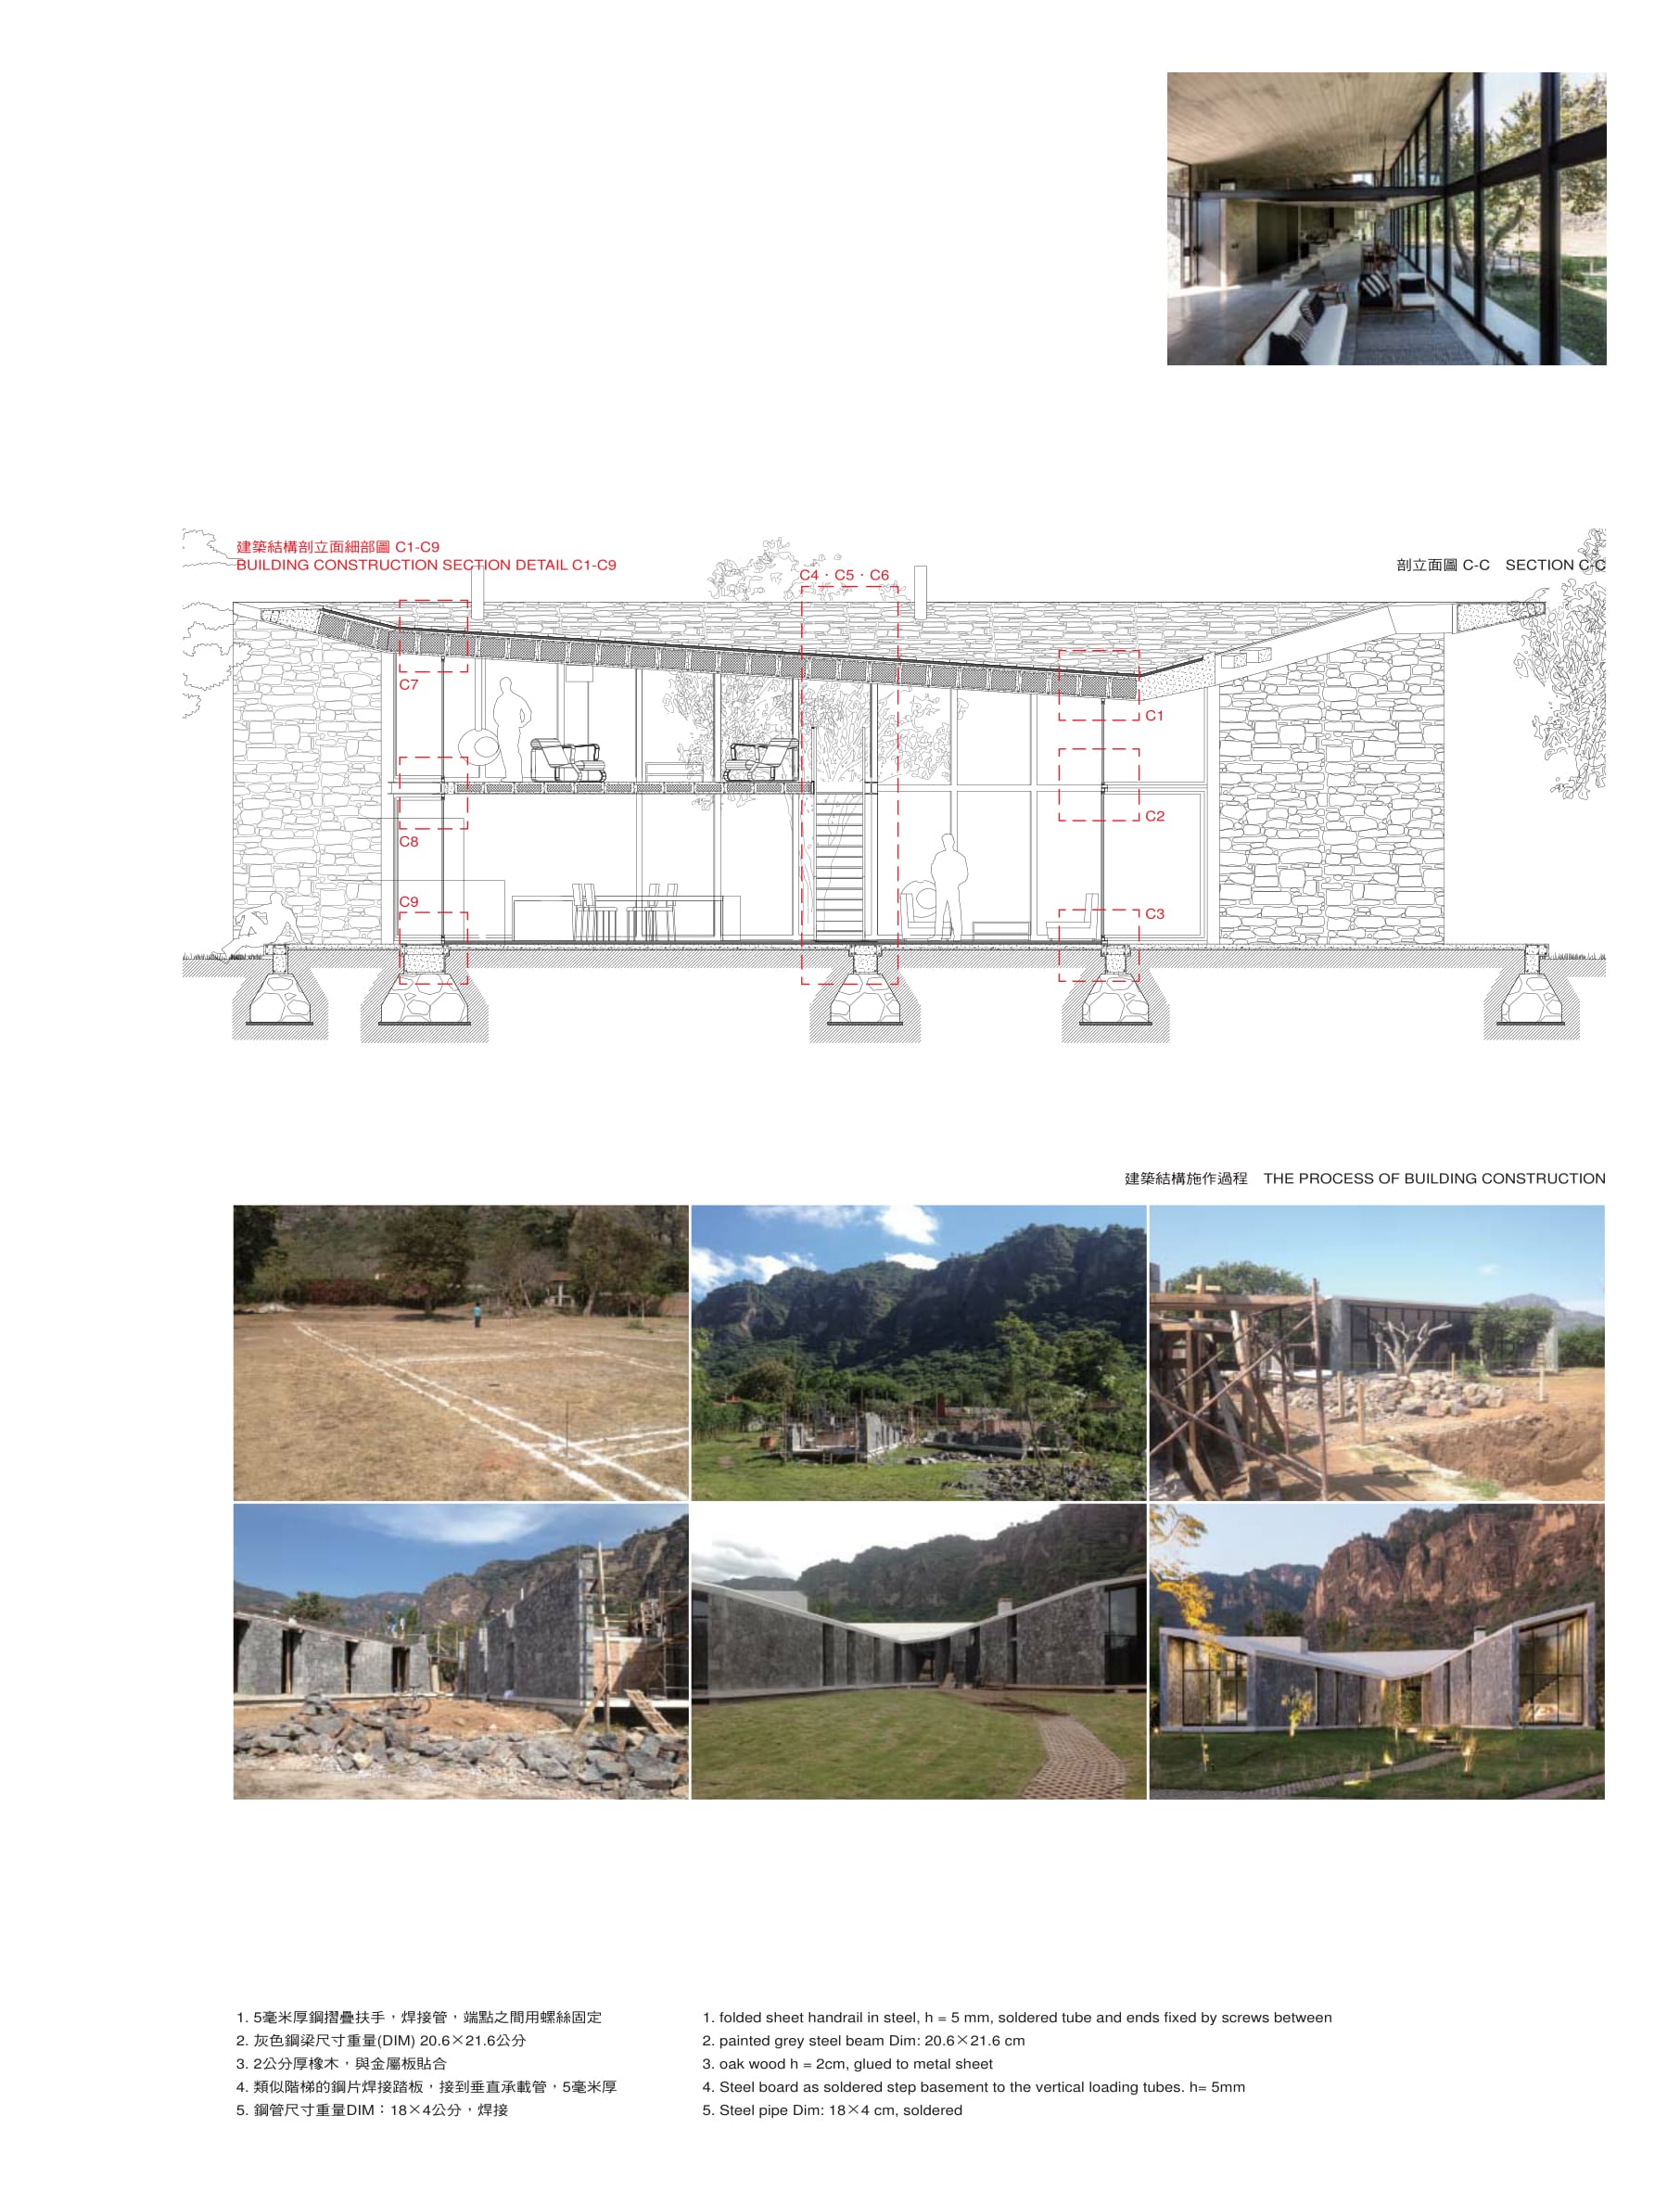 建築結構剖立面細部圖 C1-C9
BUILDING CONSTRUCTION SECTION DETAIL C1-C9
C4 · C5 · C6
剖立面圖 C-C SECTION C-C
C7
C1
C2
C8
C9
C3
建築結構施作過程 THE PROCESS OF BUILDING CONSTRUCTION
1. 5毫米厚鋼摺疊扶手，焊接管，端點之間用螺絲固定
2. 灰色鋼梁尺寸重量(DIM) 20.6×21.6公分
3. 2公分厚橡木，與金屬板貼合
4. 類似階梯的鋼片焊接踏板，接到垂直承載管，5毫米厚
5. 鋼管尺寸重量DIM：18×4公分，焊接
1. folded sheet handrail in steel, h = 5 mm, soldered tube and ends fixed by screws between
2. painted grey steel beam Dim: 20.6×21.6 cm
3. oak wood h = 2cm, glued to metal sheet
4. Steel board as soldered step basement to the vertical loading tubes. h= 5mm
5. Steel pipe Dim: 18×4 cm, soldered